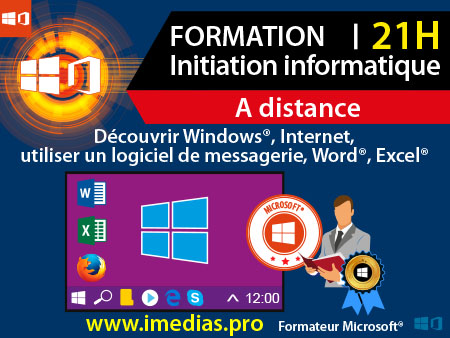 FORMATION | 21H
Initiation informatique
A distance
Découvrir Windows®, Internet,
utiliser un logiciel de messagerie, Word®, Excel®
W
X
MICROSOFT®
12:00
www.imedias.pro
Formateur Microsoft®